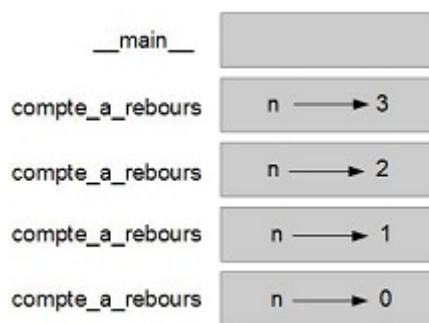 __main__
compte_a_rebours n → 3
compte_a_rebours n → 2
compte_a_rebours n → 1
compte_a_rebours n → 0